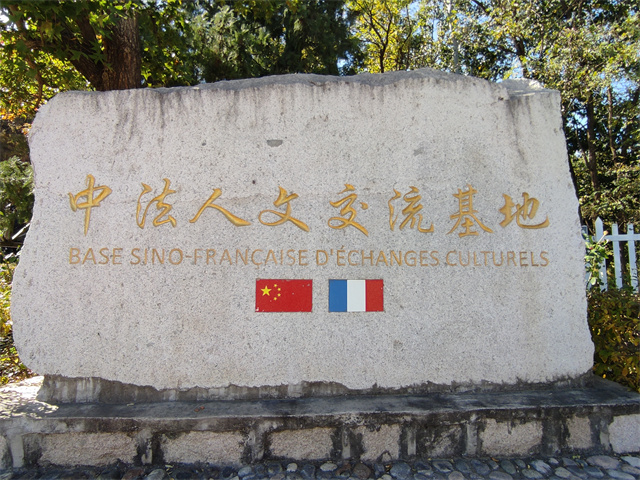 中法人文交流基地
BASE SINO-FRANÇAISE D'ÉCHANGES CULTURELS